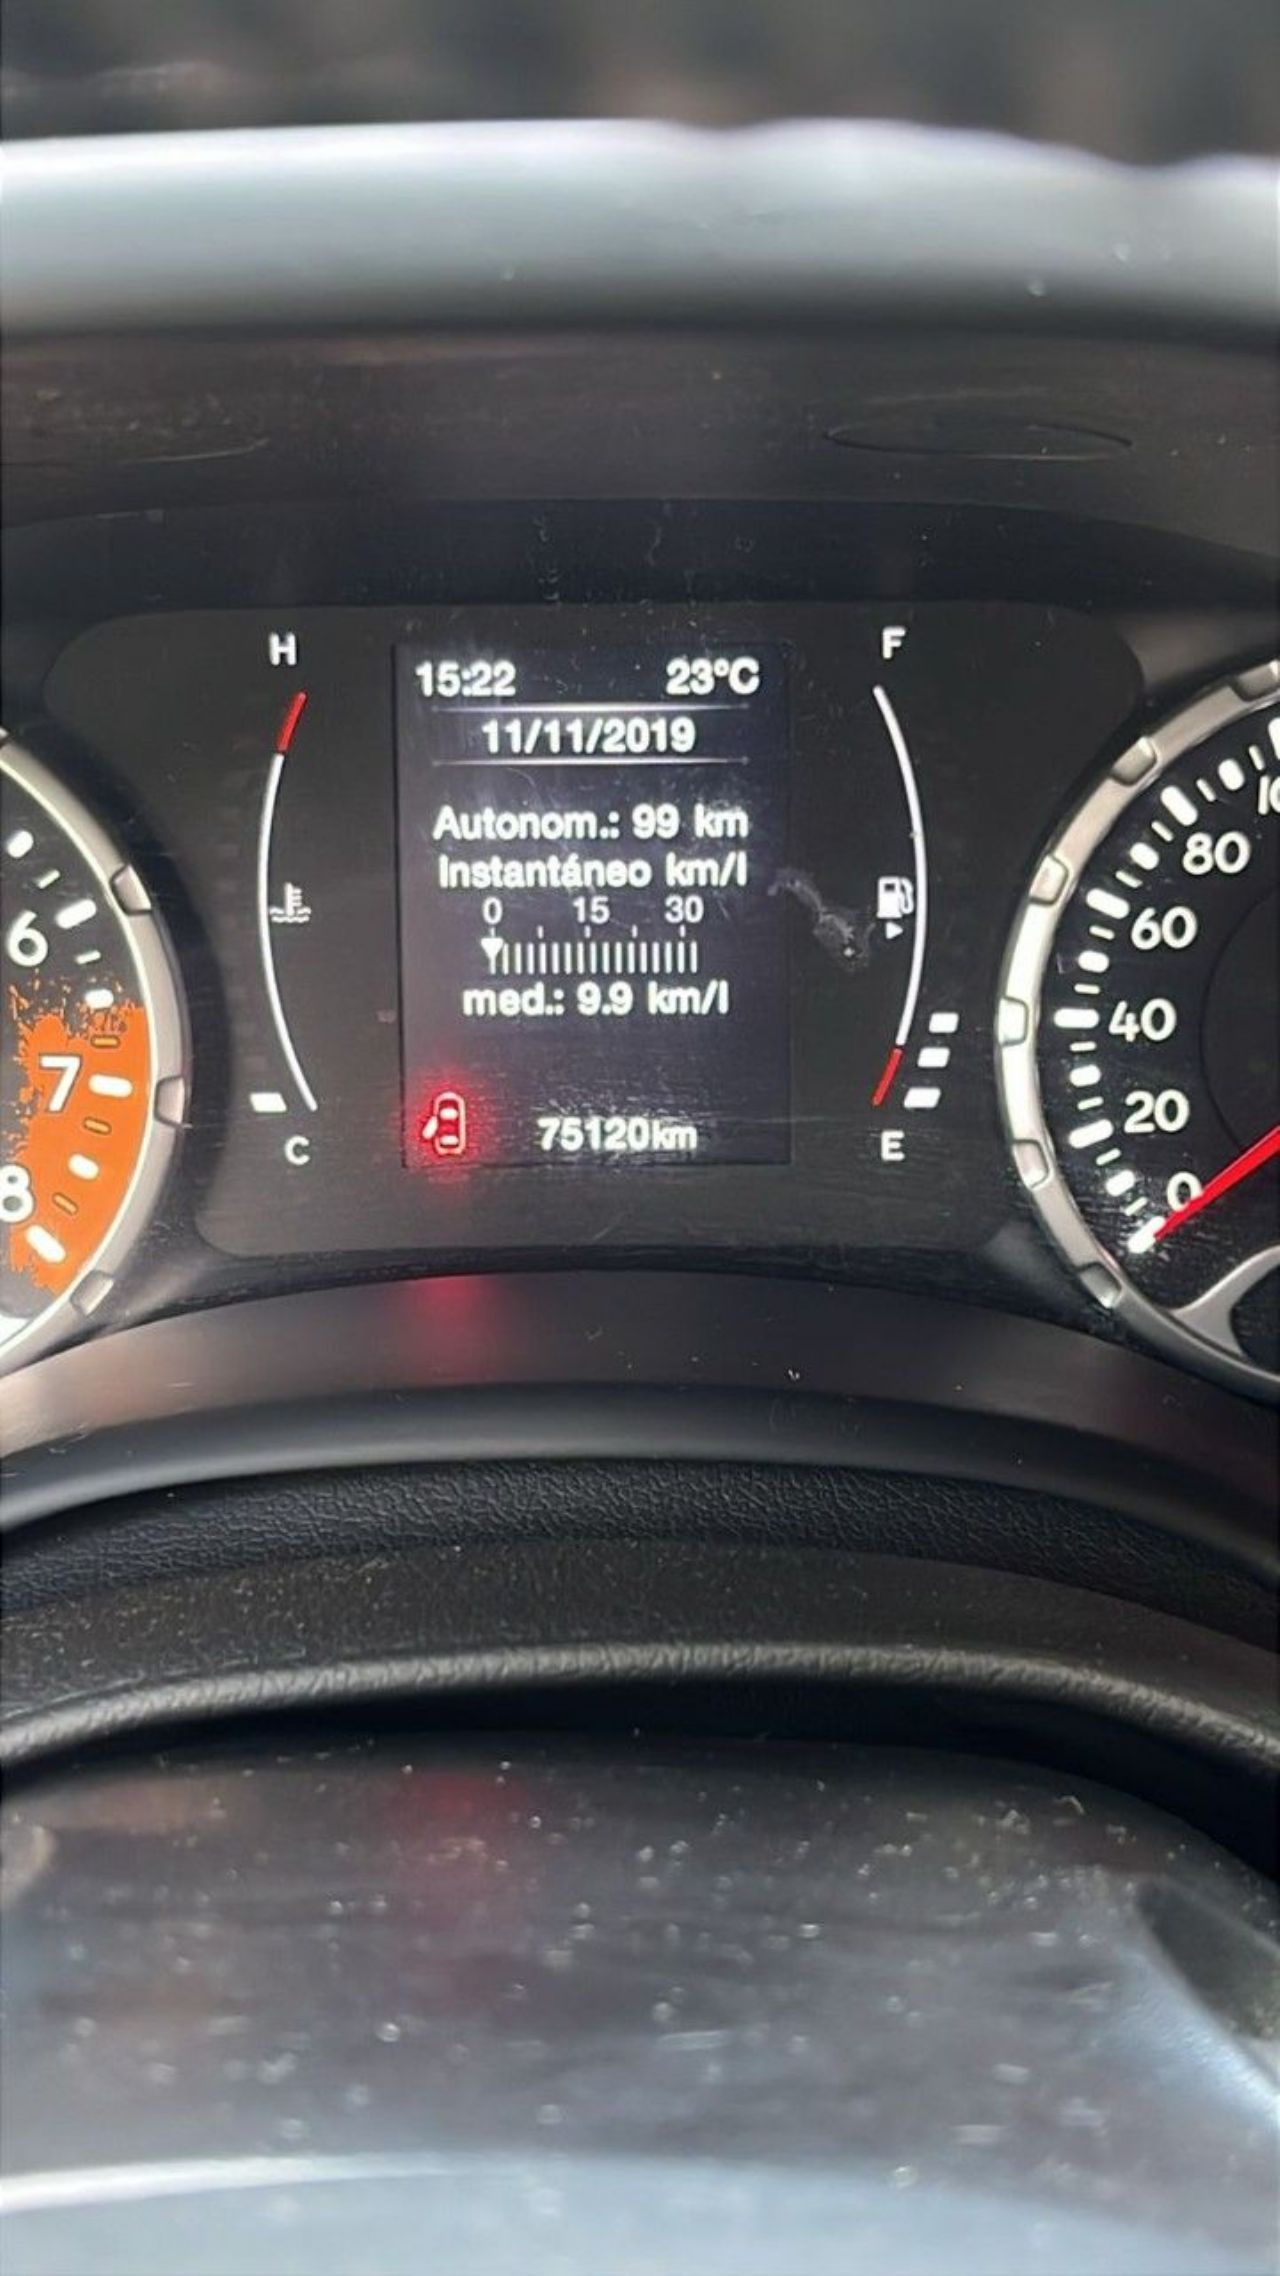 H
F
15:22 23°C
11/11/2019
Autonom.: 99 km
Instantáneo km/l
0 15 30
med.: 9.9 km/l
75120km
C
E
6
7
8
80
60
40
20
0